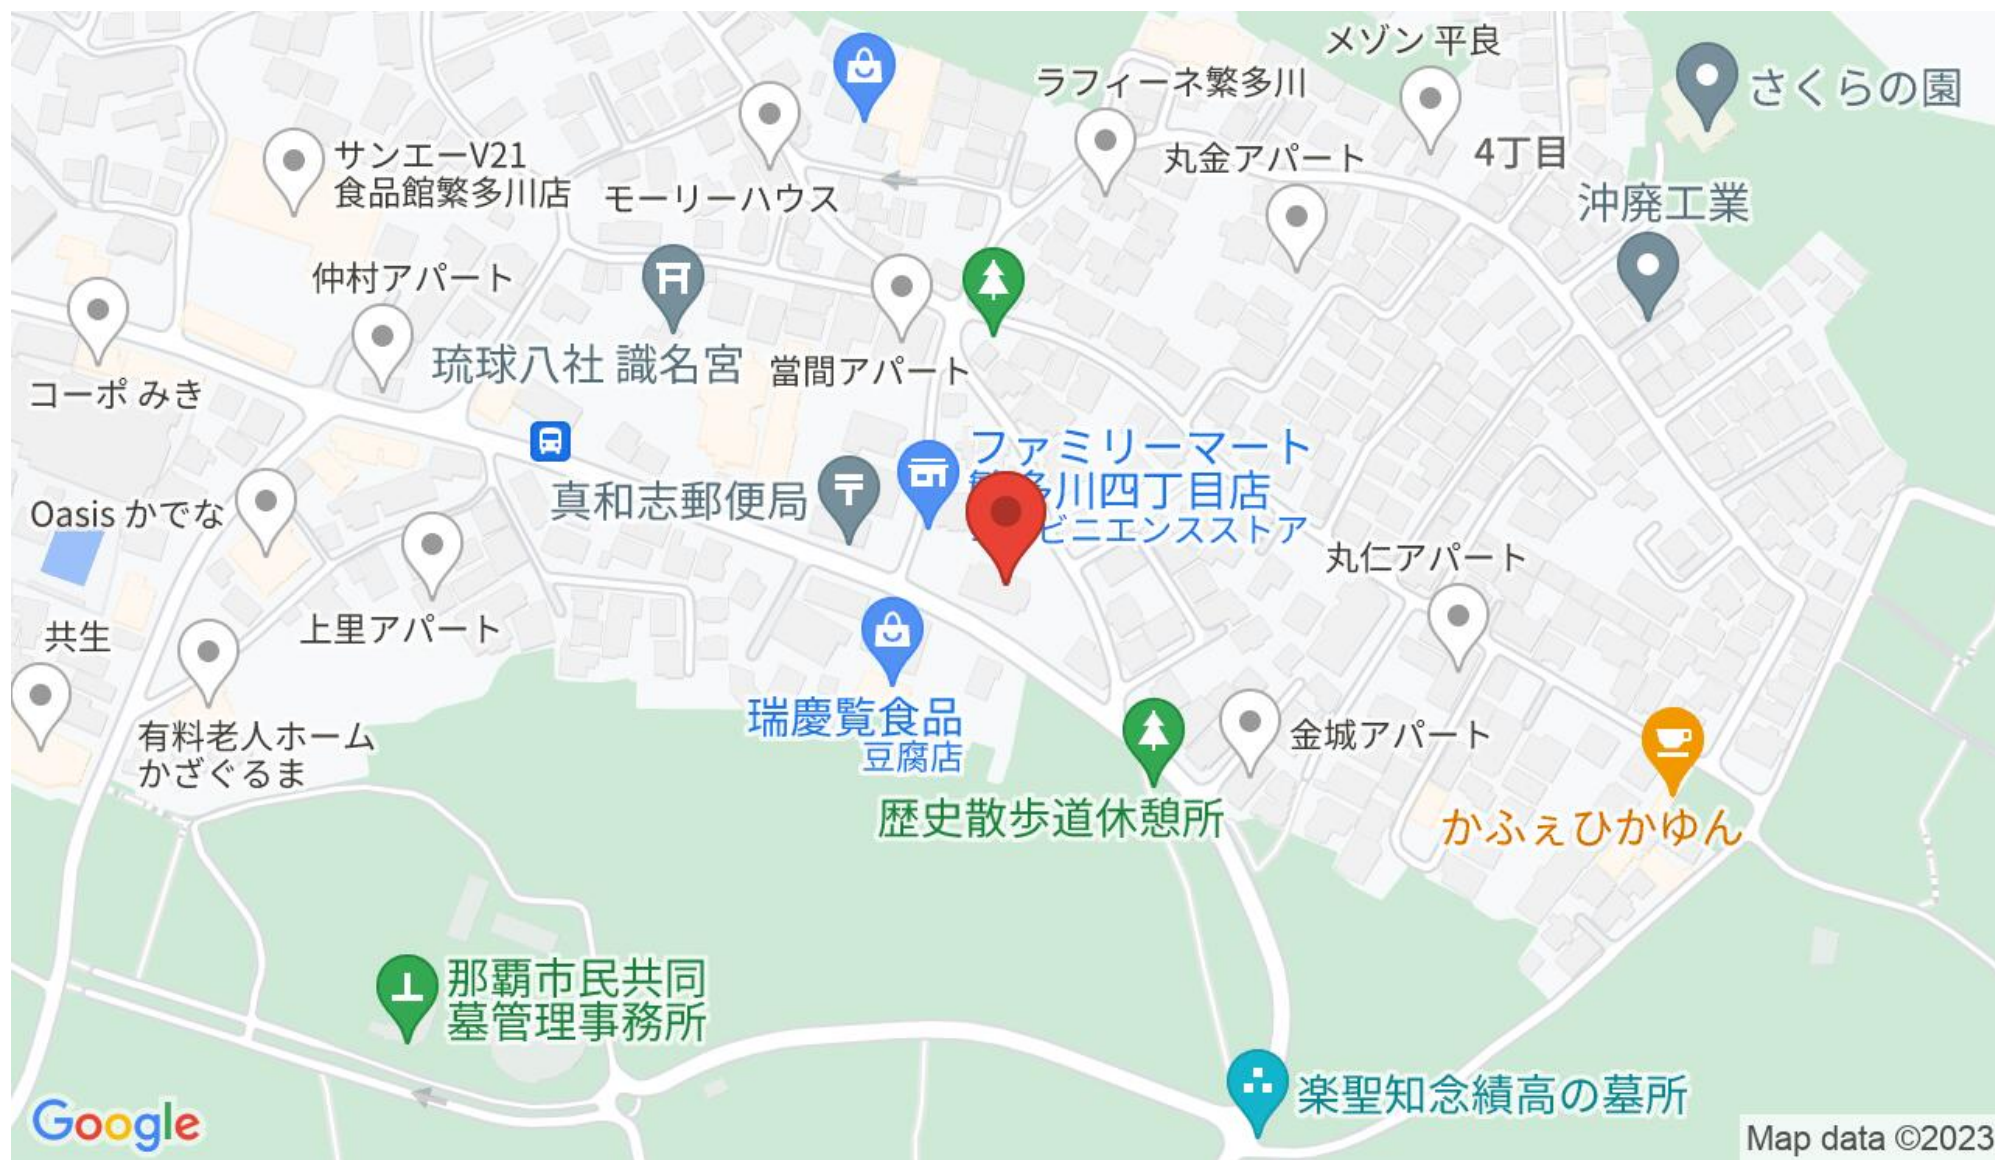 メゾン 平良
ラフィーネ繁多川
さくらの園
サンエーV21
食品館繁多川店
丸金アパート
4丁目
モーリーハウス
沖廃工業
仲村アパート
琉球八社 識名宮
當間アパート
コーポ みき
ファミリーマート
多川四丁目店
ビニエンスストア
真和志郵便局
Oasis かでな
丸仁アパート
共生
上里アパート
瑞慶覧食品
豆腐店
有料老人ホーム
かざぐるま
金城アパート
歴史散歩道休憩所
かふぇひかゆん
那覇市民共同
墓管理事務所
楽聖知念績高の墓所
Google
Map data ©2023